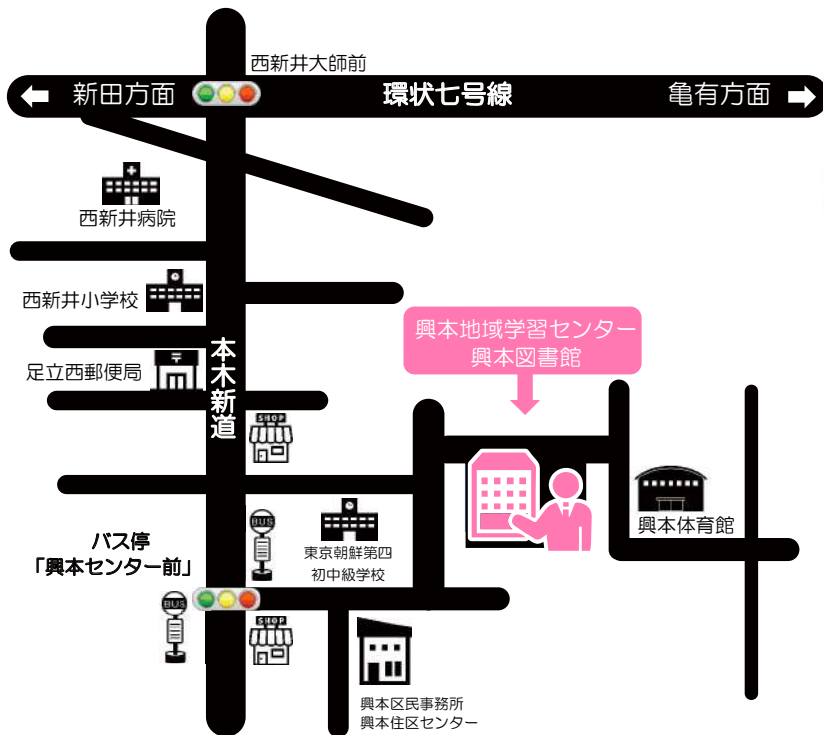 西新井大師前
新田方面
環状七号線
亀有方面
西新井病院
西新井小学校
興本地域学習センター
興本図書館
本木新道
足立西郵便局
〒
SHOP
興本体育館
BUS
バス停
「興本センター前」
東京朝鮮第四
初中級学校
BUS
SHOP
興本区民事務所
興本住区センター